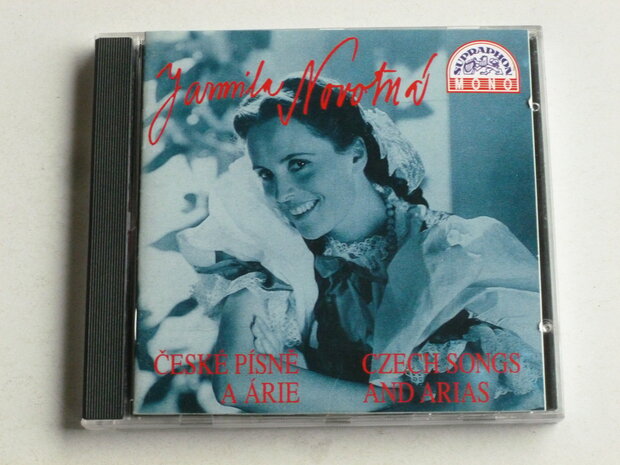 Jarmila Novotná
SUPRAPHON
MONO
ČESKÉ PÍSNĚ
A ÁRIE
CZECH SONGS
AND ARIAS